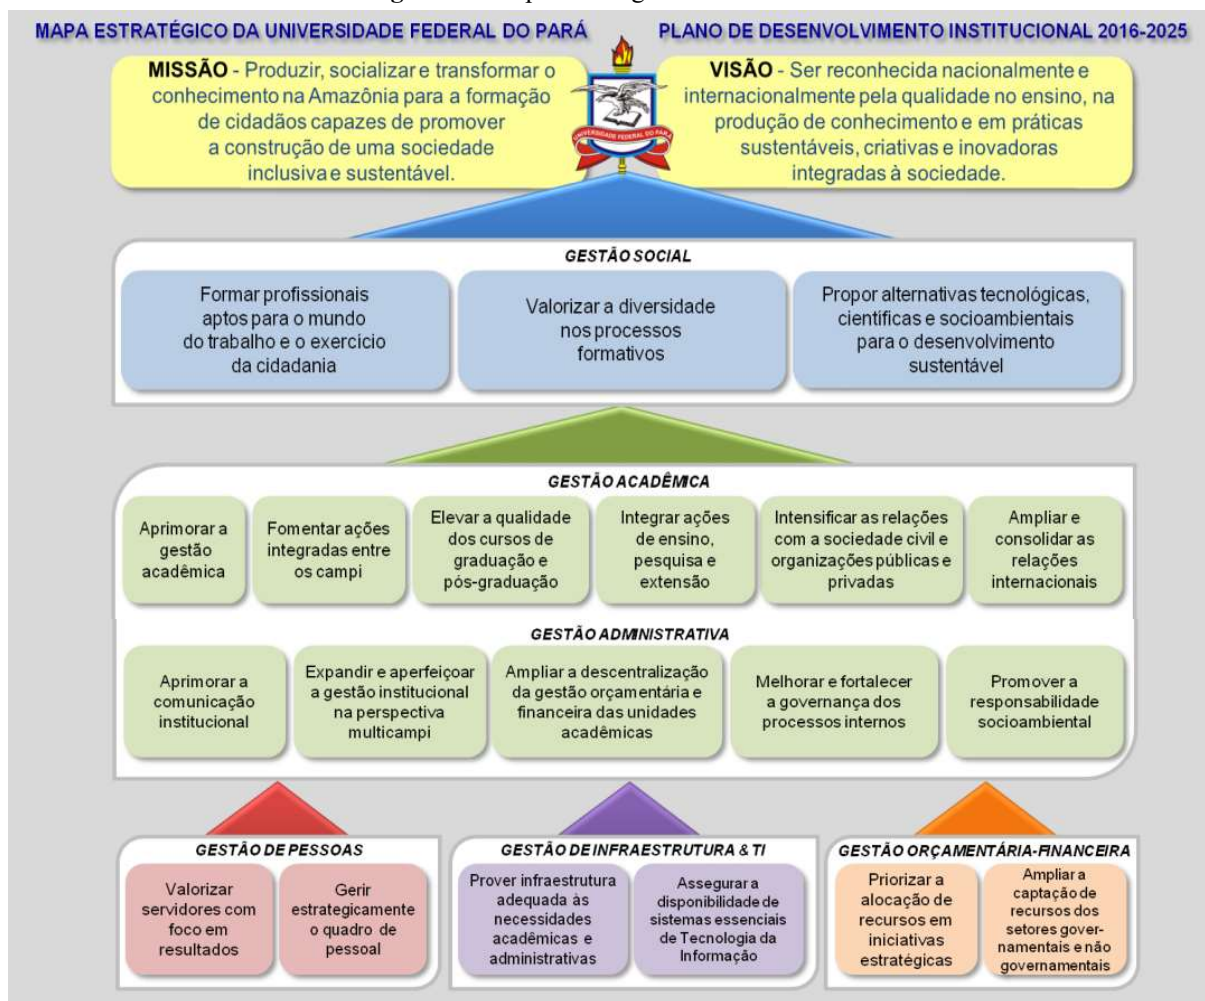 MAPA ESTRATÉGICO DA UNIVERSIDADE FEDERAL DO PARÁ
PLANO DE DESENVOLVIMENTO INSTITUCIONAL 2016-2025
MISSÃO - Produzir, socializar e transformar o
conhecimento na Amazônia para a formação
de cidadãos capazes de promover
a construção de uma sociedade
inclusiva e sustentável.
UNIVERSIDADE FEDERAL DO PARÁ
VISÃO - Ser reconhecida nacionalmente e
internacionalmente pela qualidade no ensino, na
produção de conhecimento e em práticas
sustentáveis, criativas e inovadoras
integradas à sociedade.
GESTÃO SOCIAL
Formar profissionais
aptos para o mundo
do trabalho e o exercício
da cidadania
Valorizar a diversidade
nos processos
formativos
Propor alternativas tecnológicas,
científicas e socioambientais
para o desenvolvimento
sustentável
GESTÃO ACADÊMICA
Aprimorar a
gestão
acadêmica
Fomentar ações
integradas entre
os campi
Elevar a qualidade
dos cursos de
graduação e
pós-graduação
Integrar ações
de ensino,
pesquisa e
extensão
Intensificar as relações
com a sociedade civil e
organizações públicas e
privadas
Ampliar e
consolidar as
relações
internacionais
GESTÃO ADMINISTRATIVA
Aprimorar a
comunicação
institucional
Expandir e aperfeiçoar
a gestão institucional
na perspectiva
multicampi
Ampliar a descentralização
da gestão orçamentária e
financeira das unidades
acadêmicas
Melhorar e fortalecer
a governança dos
processos internos
Promover a
responsabilidade
socioambiental
GESTÃO DE PESSOAS
Valorizar
servidores com
foco em
resultados
Gerir
estrategicamente
o quadro de
pessoal
GESTÃO DE INFRAESTRUTURA & TI
Prover infraestrutura
adequada às
necessidades
acadêmicas e
administrativas
Assegurar a
disponibilidade de
sistemas essenciais
de Tecnologia da
Informação
GESTÃO ORÇAMENTÁRIA-FINANCEIRA
Priorizar a
alocação de
recursos em
iniciativas
estratégicas
Ampliar a
captação de
recursos dos
setores gover-
namentais e não
governamentais